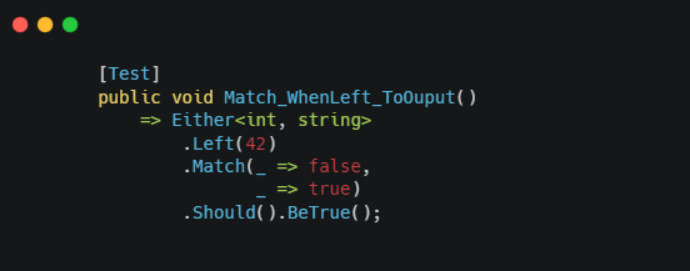 [Test]
public void Match_WhenLeft_ToOuput()
=> Either<int, string>
.Left(42)
.Match(_ => false,
_ => true)
.Should().BeTrue();